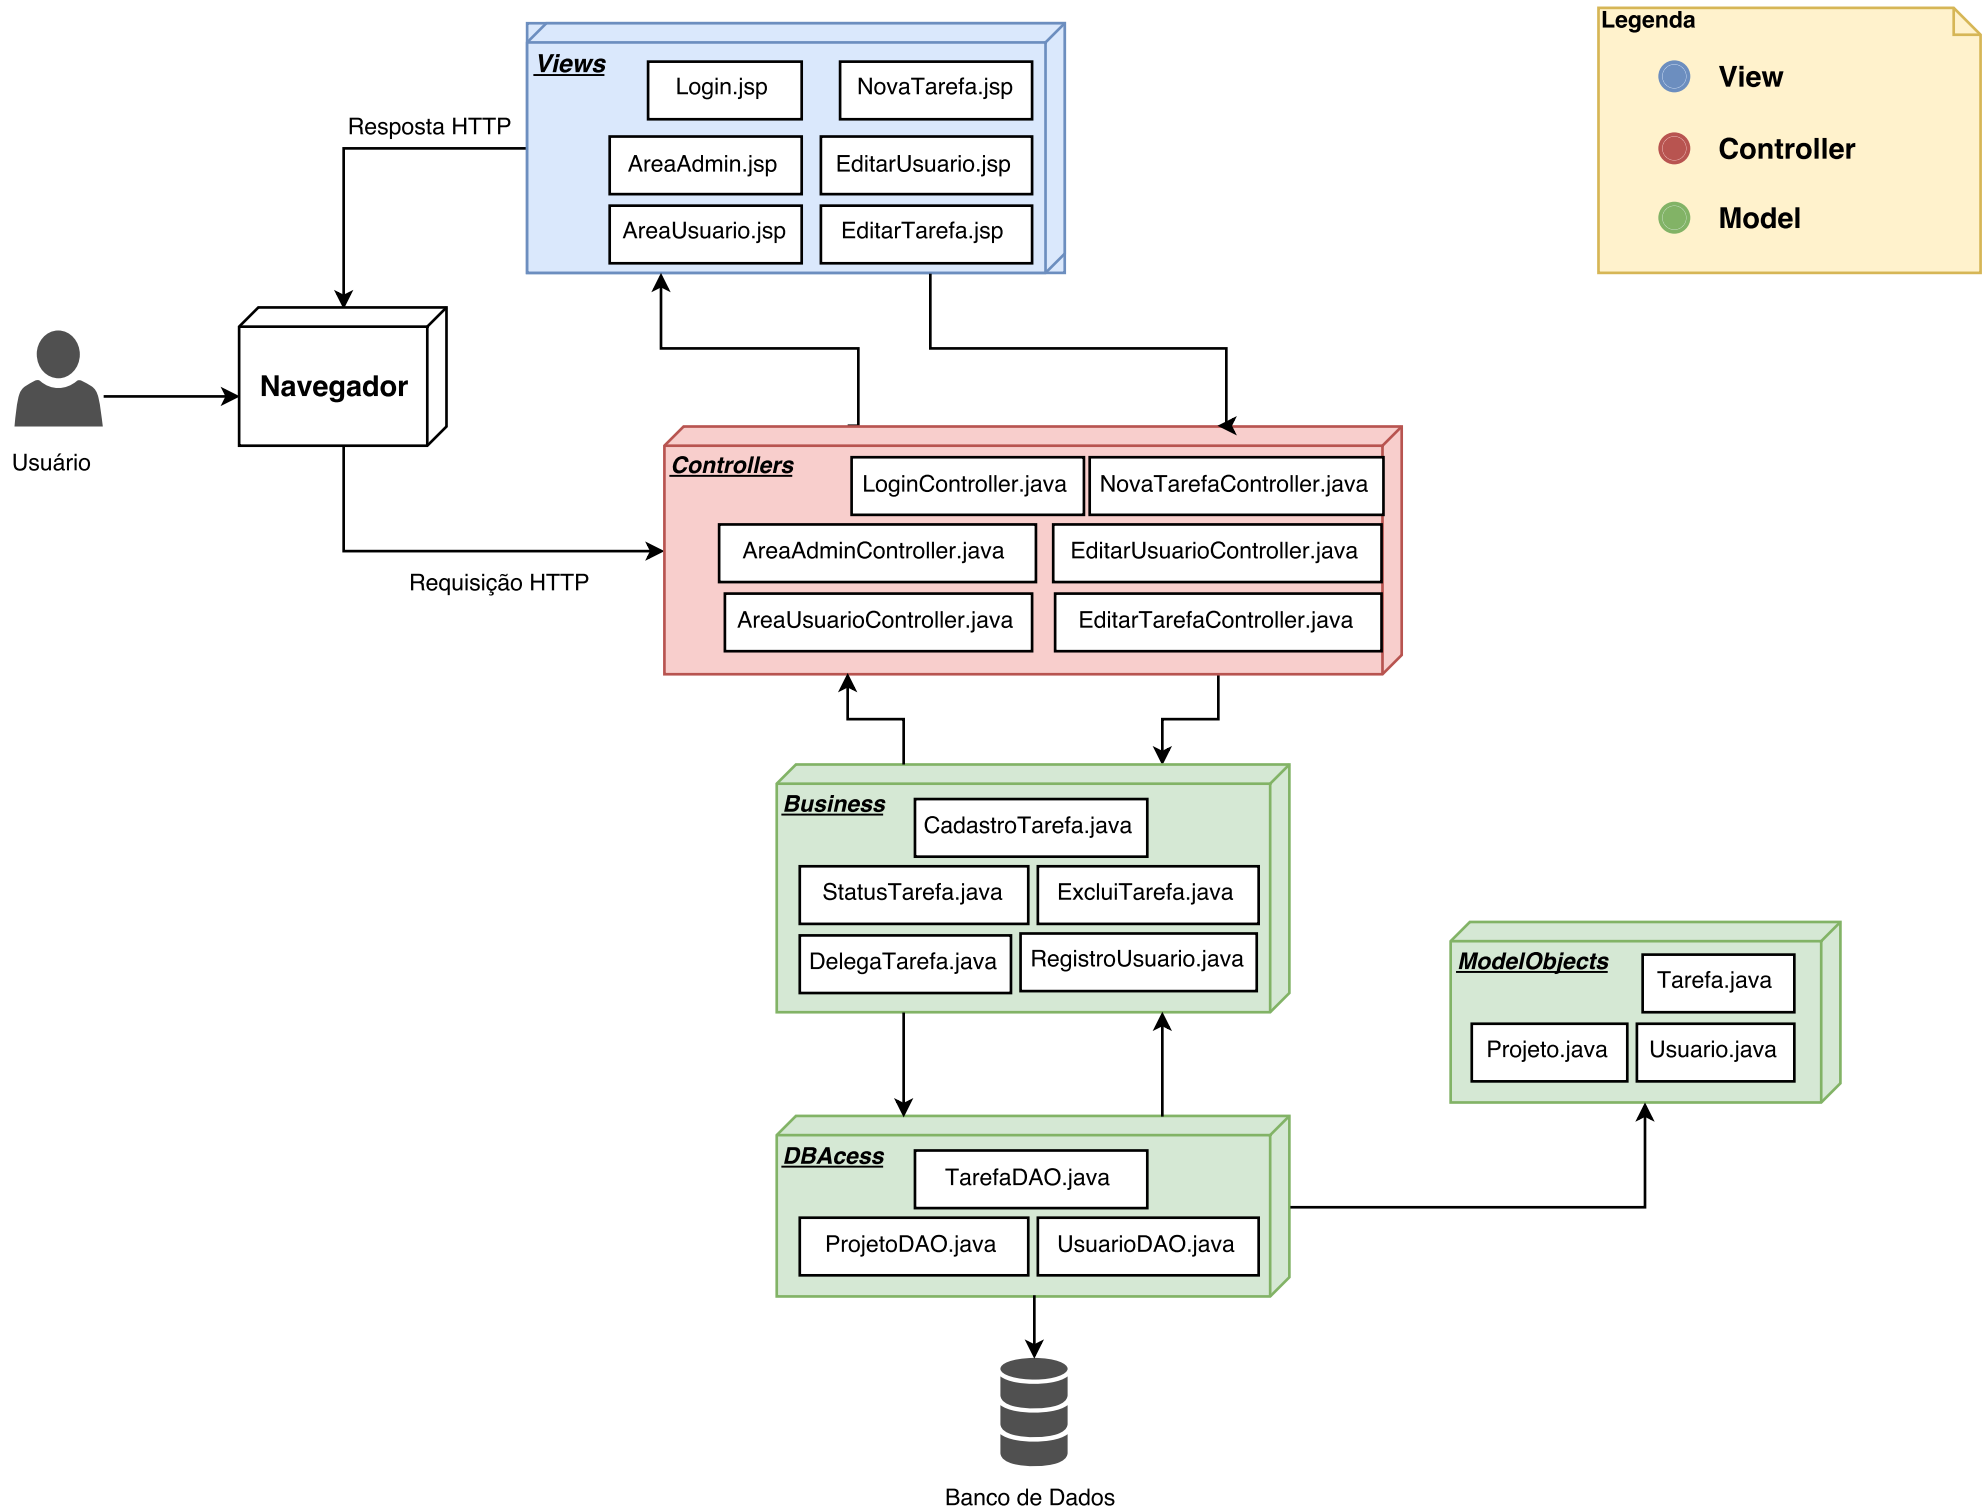 Legenda
View
Controller
Model
Views
Login.jsp
NovaTarefa.jsp
AreaAdmin.jsp
EditarUsuario.jsp
AreaUsuario.jsp
EditarTarefa.jsp
Resposta HTTP
Navegador
Usuário
Requisição HTTP
Controllers
LoginController.java
NovaTarefaController.java
AreaAdminController.java
EditarUsuarioController.java
AreaUsuarioController.java
EditarTarefaController.java
Business
CadastroTarefa.java
StatusTarefa.java
ExcluiTarefa.java
DelegaTarefa.java
RegistroUsuario.java
ModelObjects
Tarefa.java
Projeto.java
Usuario.java
DBAcess
TarefaDAO.java
ProjetoDAO.java
UsuarioDAO.java
Banco de Dados